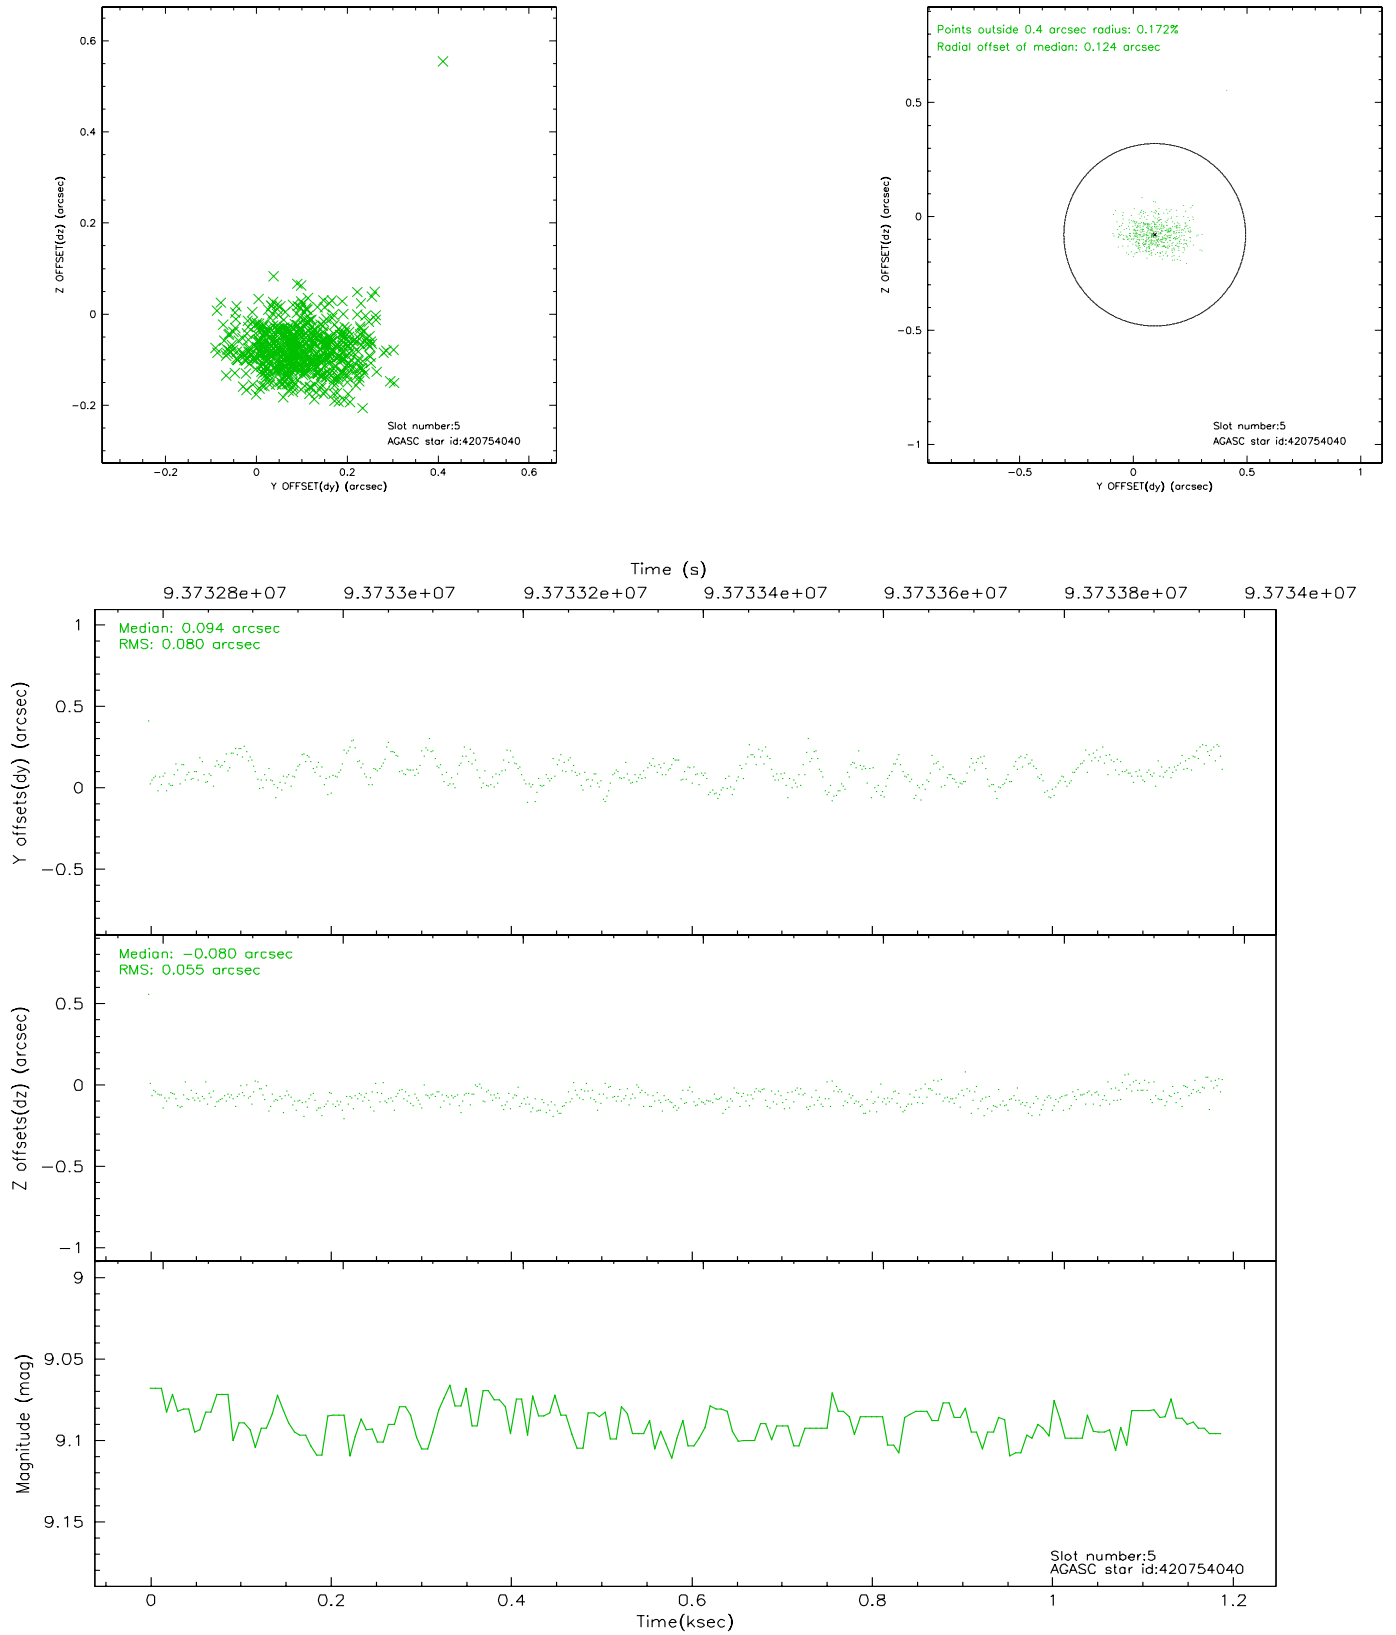 0.6
0.4
0.2
0
−0.2
Z OFFSET(dz) (arcsec)
Slot number:5
AGASC star id:420754040
−0.2 0 0.2 0.4 0.6
Y OFFSET(dy) (arcsec)
Points outside 0.4 arcsec radius: 0.172%
Radial offset of median: 0.124 arcsec
0.5
0
−0.5
−1
Z OFFSET(dz) (arcsec)
Slot number:5
AGASC star id:420754040
−0.5 0 0.5 1
Y OFFSET(dy) (arcsec)
Time (s)
9.37328e+07 9.3733e+07 9.37332e+07 9.37334e+07 9.37336e+07 9.37338e+07 9.3734e+07
Median: 0.094 arcsec
RMS: 0.080 arcsec
1
0.5
0
−0.5
Y offsets(dy) (arcsec)
Median: −0.080 arcsec
RMS: 0.055 arcsec
0.5
0
−0.5
−1
Z offsets(dz) (arcsec)
9
9.05
9.1
9.15
Magnitude (mag)
Slot number:5
AGASC star id:420754040
0 0.2 0.4 0.6 0.8 1 1.2
Time(ksec)